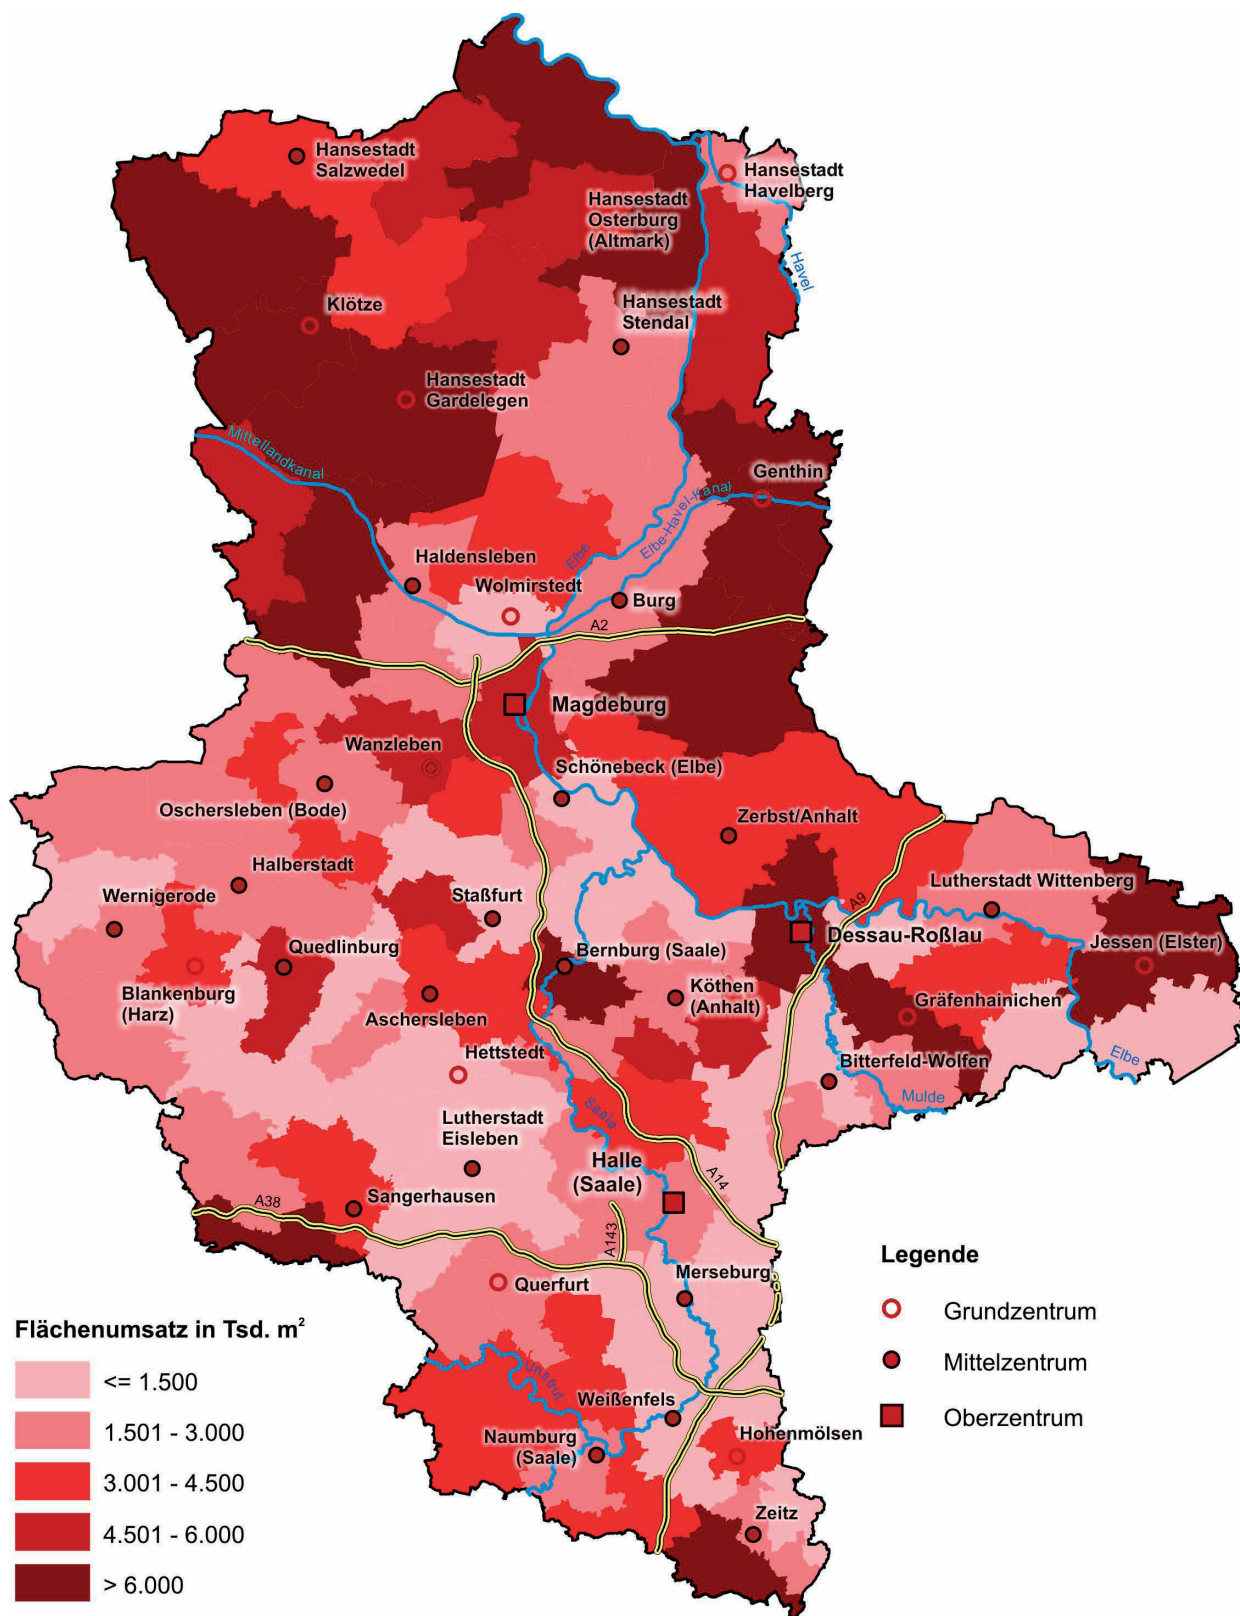 Hansestadt
Salzwedel
Hansestadt
Havelberg
Hansestadt
Osterburg
(Altmark)
Havel
Klötze
Hansestadt
Stendal
Hansestadt
Gardelegen
Mittellandkanal
Genthin
Elbe-Havel-Kanal
Elbe
Haldensleben
Wolmirstedt
Burg
A2
Magdeburg
Wanzleben
Schönebeck (Elbe)
Oschersleben (Bode)
Zerbst/Anhalt
Halberstadt
Wernigerode
Staßfurt
Lutherstadt Wittenberg
A9
Dessau-Roßlau
Quedlinburg
Bernburg (Saale)
Jessen (Elster)
Blankenburg
(Harz)
Köthen
(Anhalt)
Gräfenhainichen
Aschersleben
Hettstedt
Bitterfeld-Wolfen
Elbe
Mulde
Saale
Lutherstadt
Eisleben
Halle
(Saale)
A14
Sangerhausen
A38
A143
Merseburg
Querfurt
Unstrut
Weißenfels
Naumburg
(Saale)
Hohenmölsen
Zeitz
Legende
Grundzentrum
Mittelzentrum
Oberzentrum
Flächenumsatz in Tsd. m²
<= 1.500
1.501 - 3.000
3.001 - 4.500
4.501 - 6.000
> 6.000